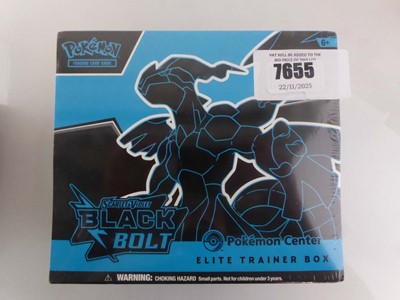 Pokémon
TRADING CARD GAME
6+
VAT WILL BE ADDED TO THE
BID PRICE OF THIS LOT
7655
22/11/2025
SCARLET & VIOLET
BLACK
BOLT
Pokémon Center
ELITE TRAINER BOX
WARNING: CHOKING HAZARD Small parts. Not for children under 3 years.